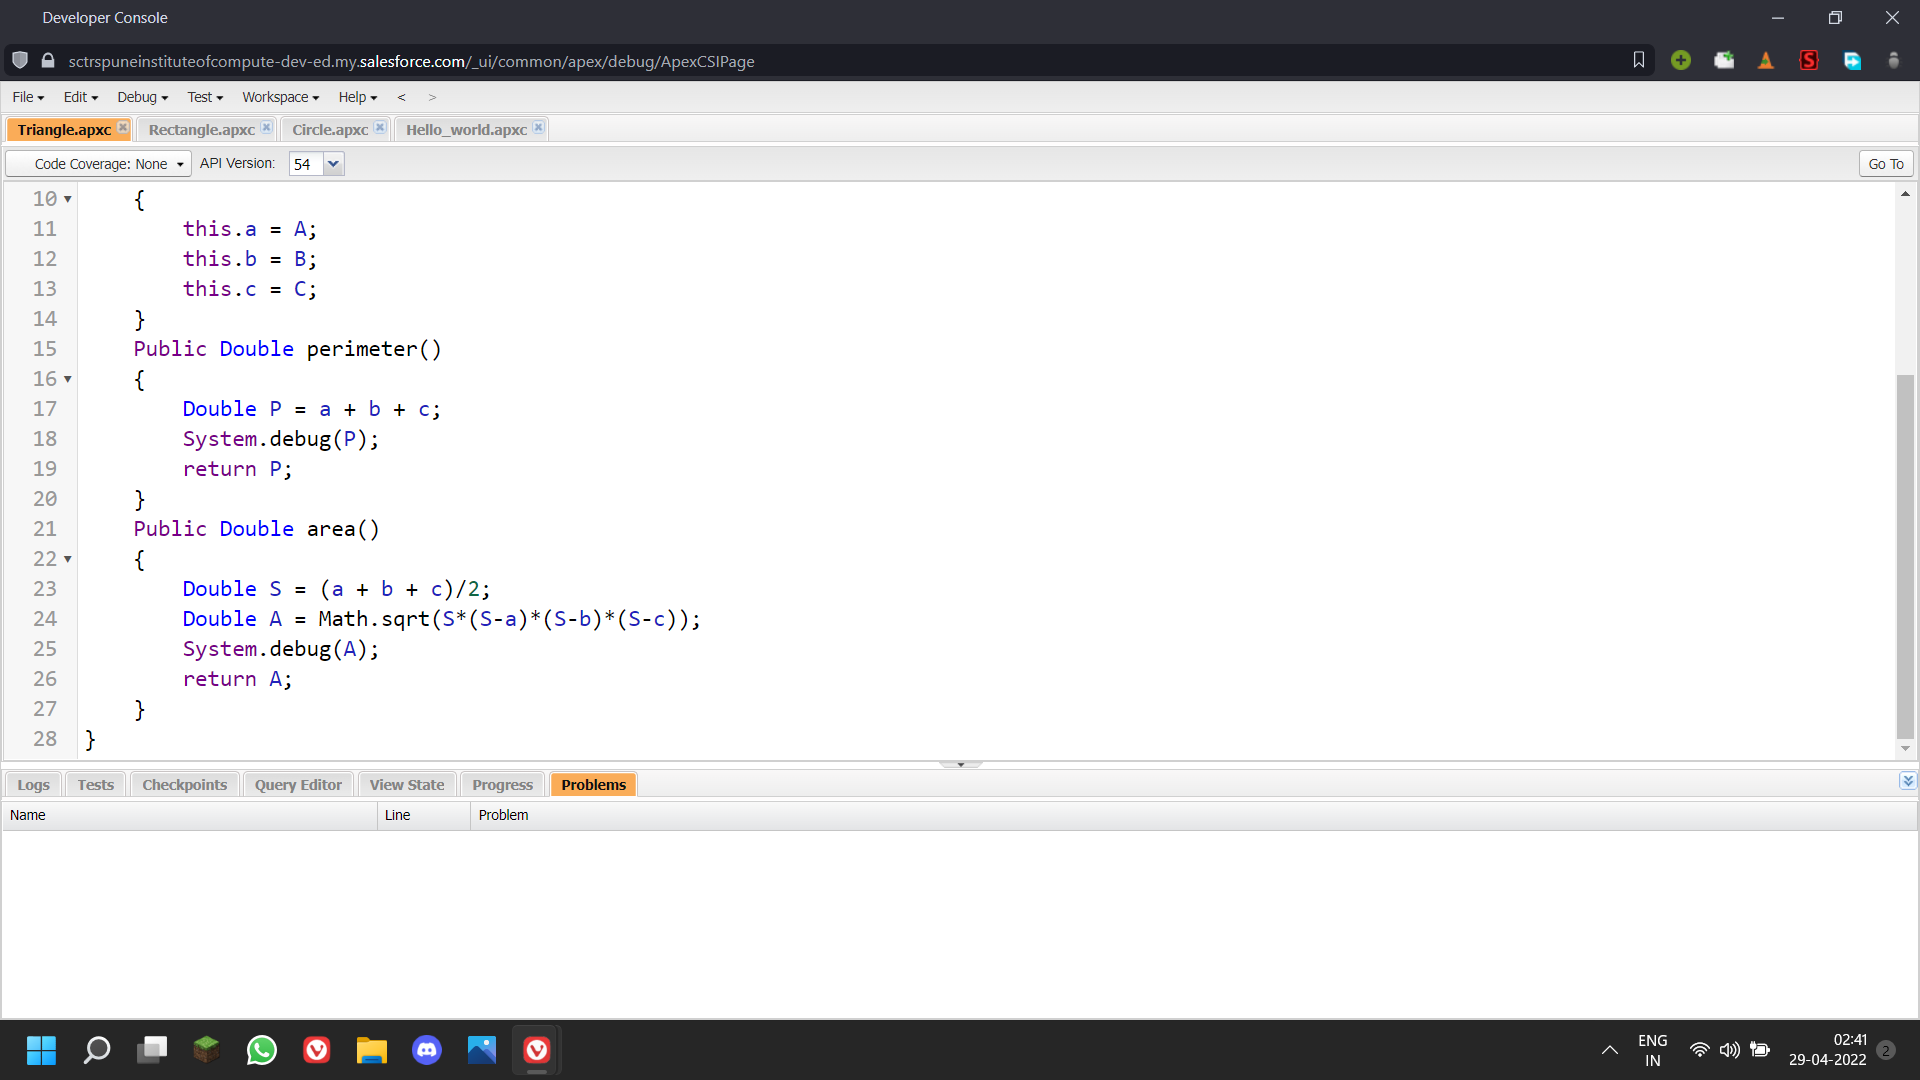 Developer Console
sctrspuneinstituteofcompute-dev-ed.my.salesforce.com/_ui/common/apex/debug/ApexCSIPage
File Edit Debug Test Workspace Help < >
Triangle.apxc Rectangle.apxc Circle.apxc Hello_world.apxc
Code Coverage: None API Version: 54 Go To
10 {
11 this.a = A;
12 this.b = B;
13 this.c = C;
14 }
15 Public Double perimeter()
16 {
17 Double P = a + b + c;
18 System.debug(P);
19 return P;
20 }
21 Public Double area()
22 {
23 Double S = (a + b + c)/2;
24 Double A = Math.sqrt(S*(S-a)*(S-b)*(S-c));
25 System.debug(A);
26 return A;
27 }
28 }
Logs Tests Checkpoints Query Editor View State Progress Problems
Name Line Problem
ENG 02:41
IN 29-04-2022 2